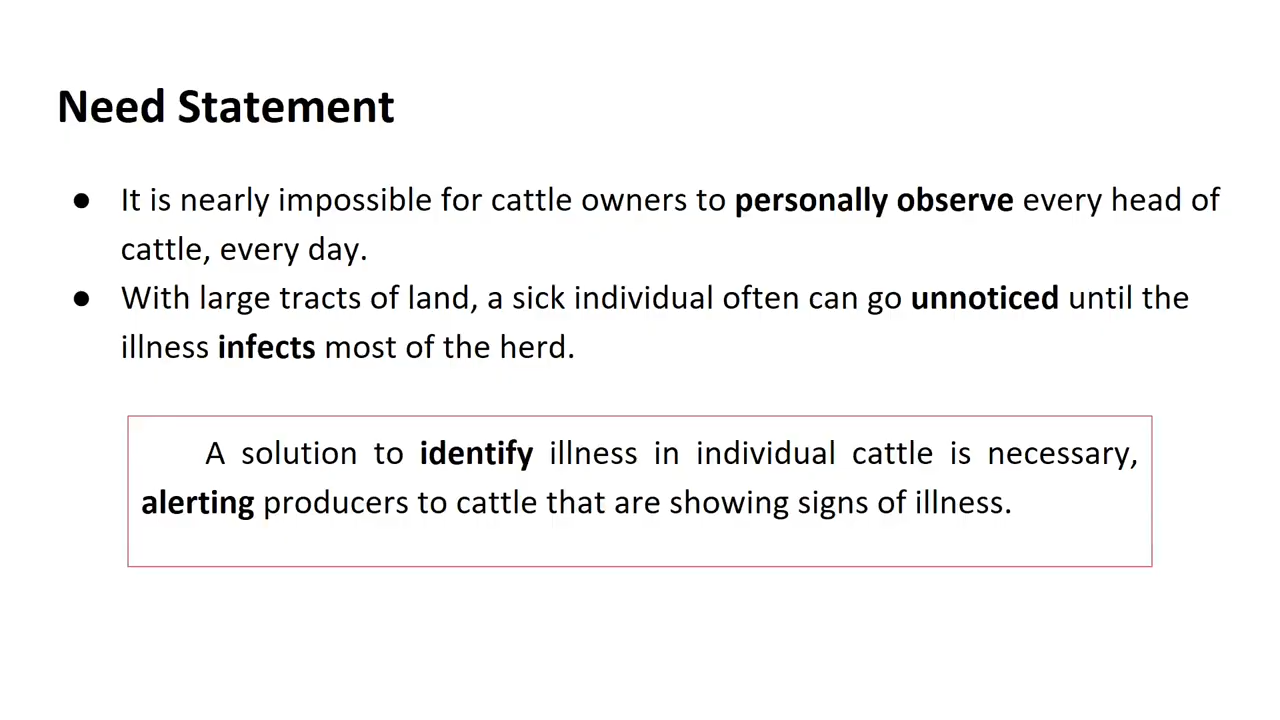 Need Statement
● It is nearly impossible for cattle owners to personally observe every head of
cattle, every day.
● With large tracts of land, a sick individual often can go unnoticed until the
illness infects most of the herd.
A solution to identify illness in individual cattle is necessary,
alerting producers to cattle that are showing signs of illness.